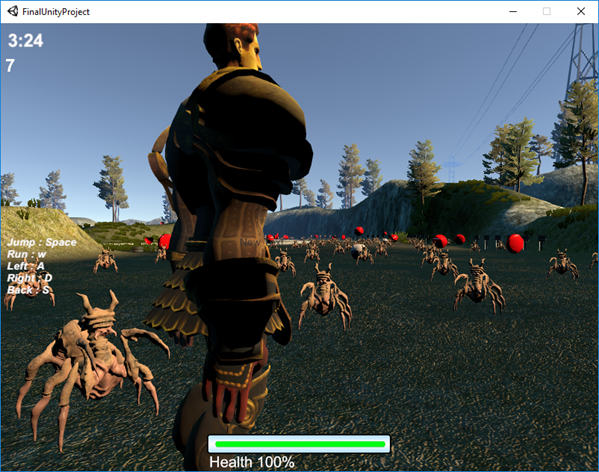 FinalUnityProject
3:24
7
Jump : Space
Run : w
Left : A
Right : D
Back : S
Health 100%